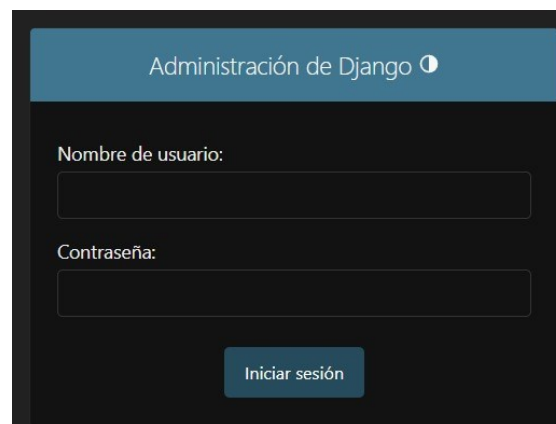 Administración de Django
Nombre de usuario:
Contraseña:
Iniciar sesión